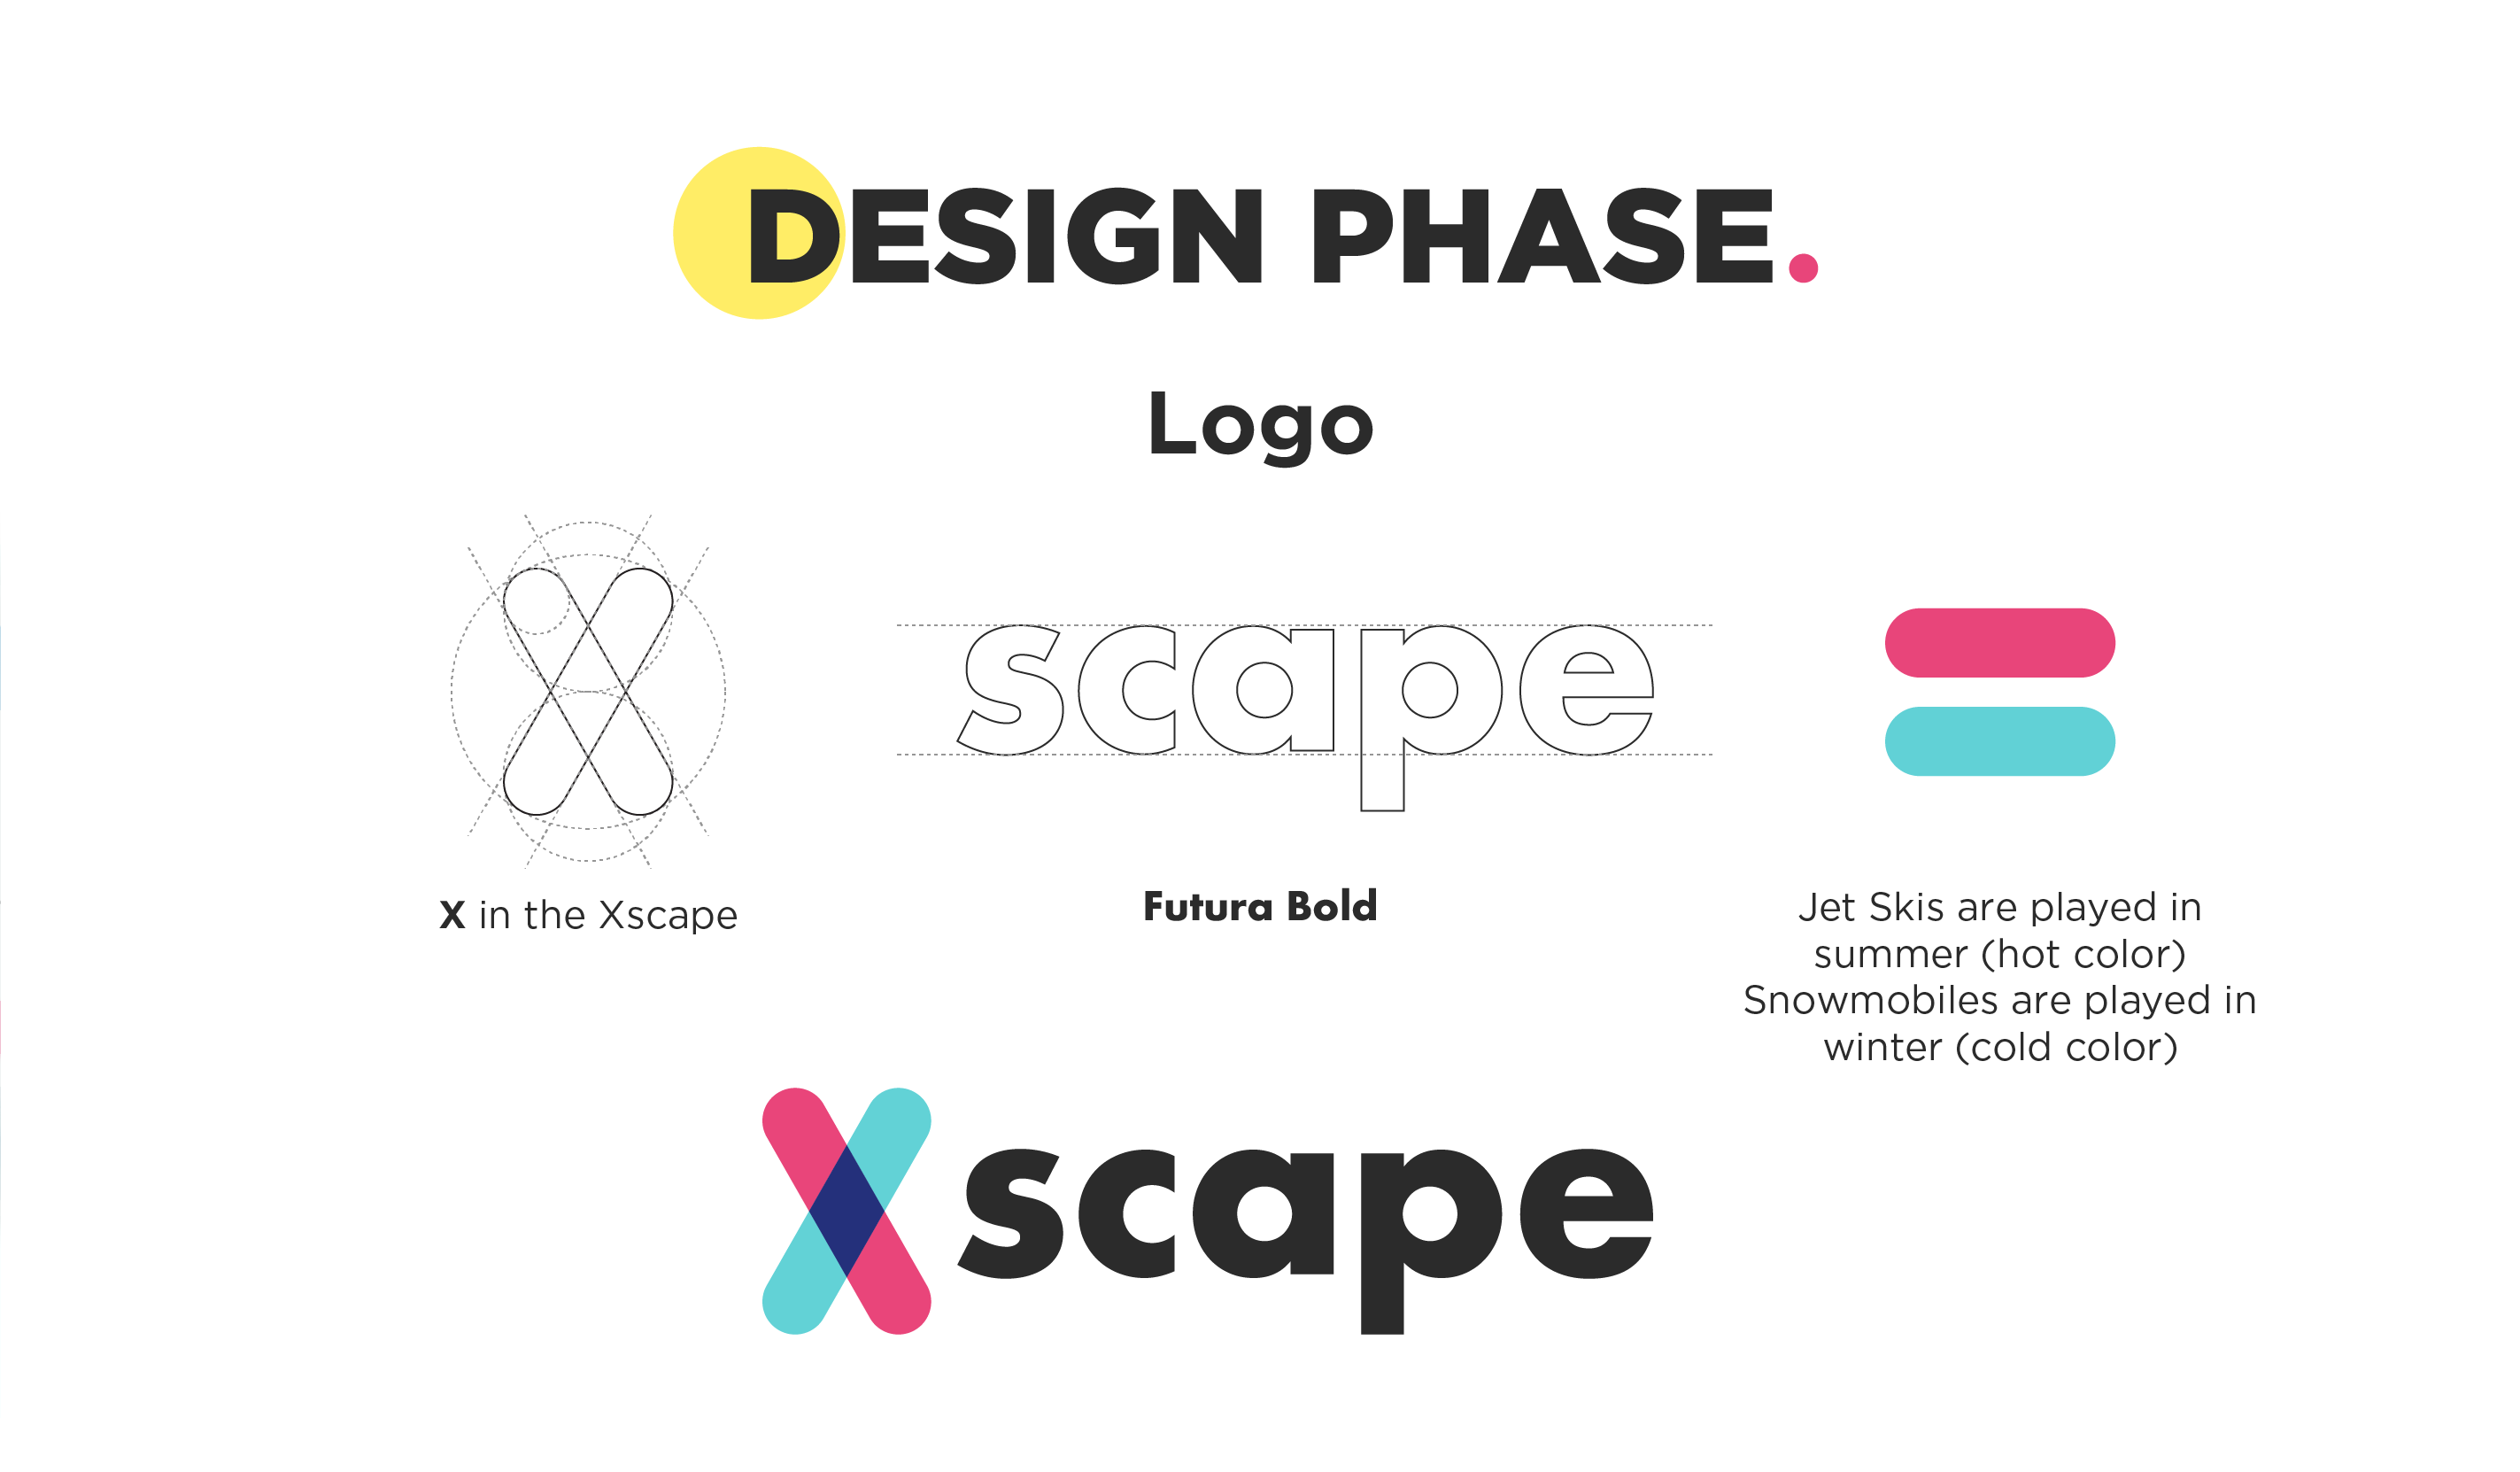 DESIGN PHASE.
Logo
scape
X in the Xscape
Futura Bold
Jet Skis are played in
summer (hot color)
Snowmobiles are played in
winter (cold color)
Xscape